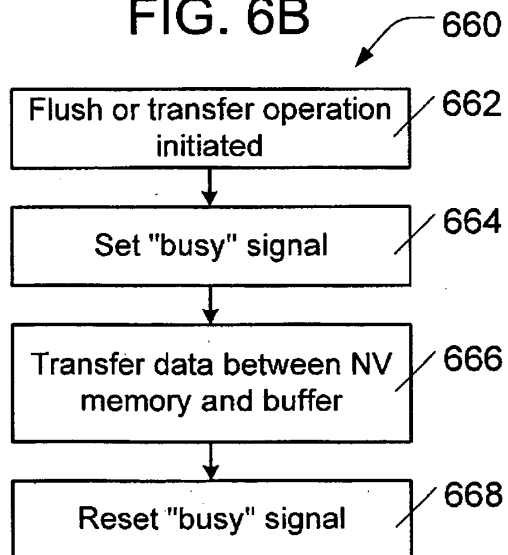 FIG. 6B
660
Flush or transfer operation
initiated
662
Set "busy" signal
664
Transfer data between NV
memory and buffer
666
Reset "busy" signal
668